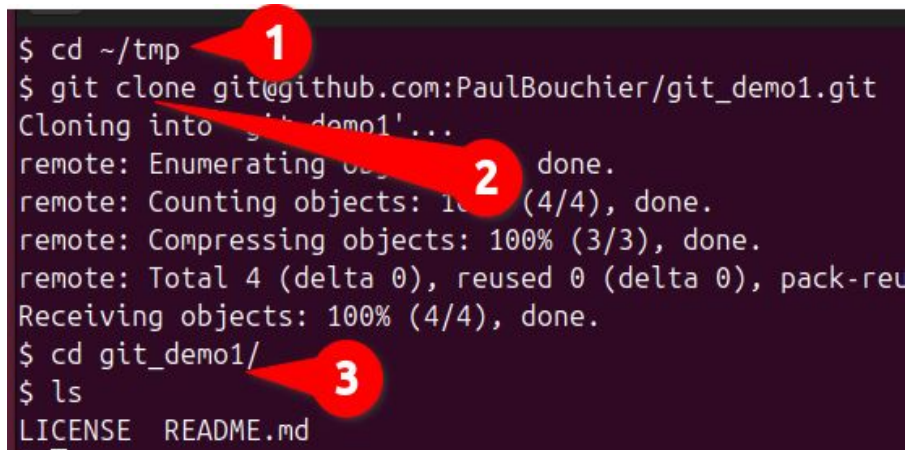 $ cd ~/tmp
1
$ git clone git@github.com:PaulBouchier/git_demo1.git
Cloning into 'git_demo1'...
remote: Enumerating done.
2
remote: Counting objects: (4/4), done.
remote: Compressing objects: 100% (3/3), done.
remote: Total 4 (delta 0), reused 0 (delta 0), pack-reu
Receiving objects: 100% (4/4), done.
$ cd git_demo1/
3
$ ls
LICENSE README.md